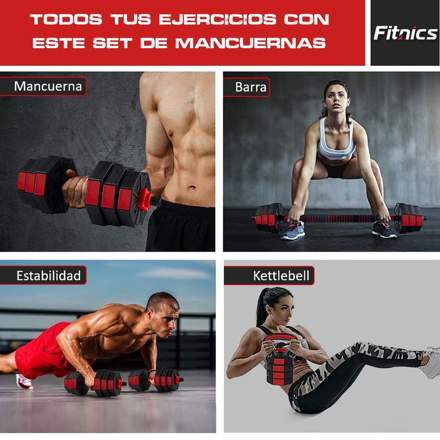 TODOS TUS EJERCICIOS CON
ESTE SET DE MANCUERNAS
Fitnics
Mancuerna
Barra
Estabilidad
Kettlebell